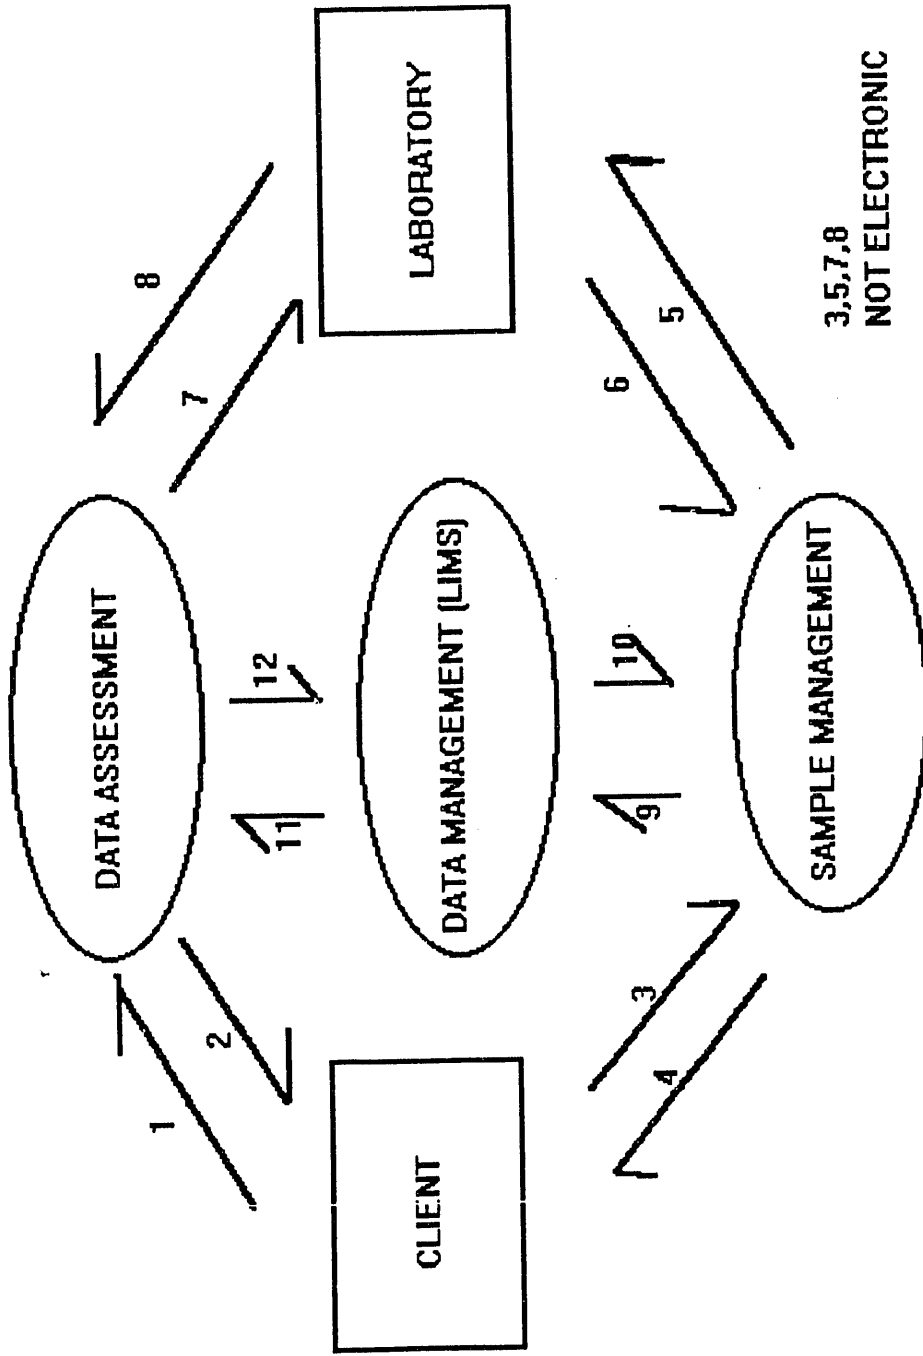 DATA ASSESSMENT
1
2
11
12
7
8
CLIENT
DATA MANAGEMENT (LIMS)
LABORATORY
3
4
9
10
6
5
SAMPLE MANAGEMENT
3,5,7,8
NOT ELECTRONIC